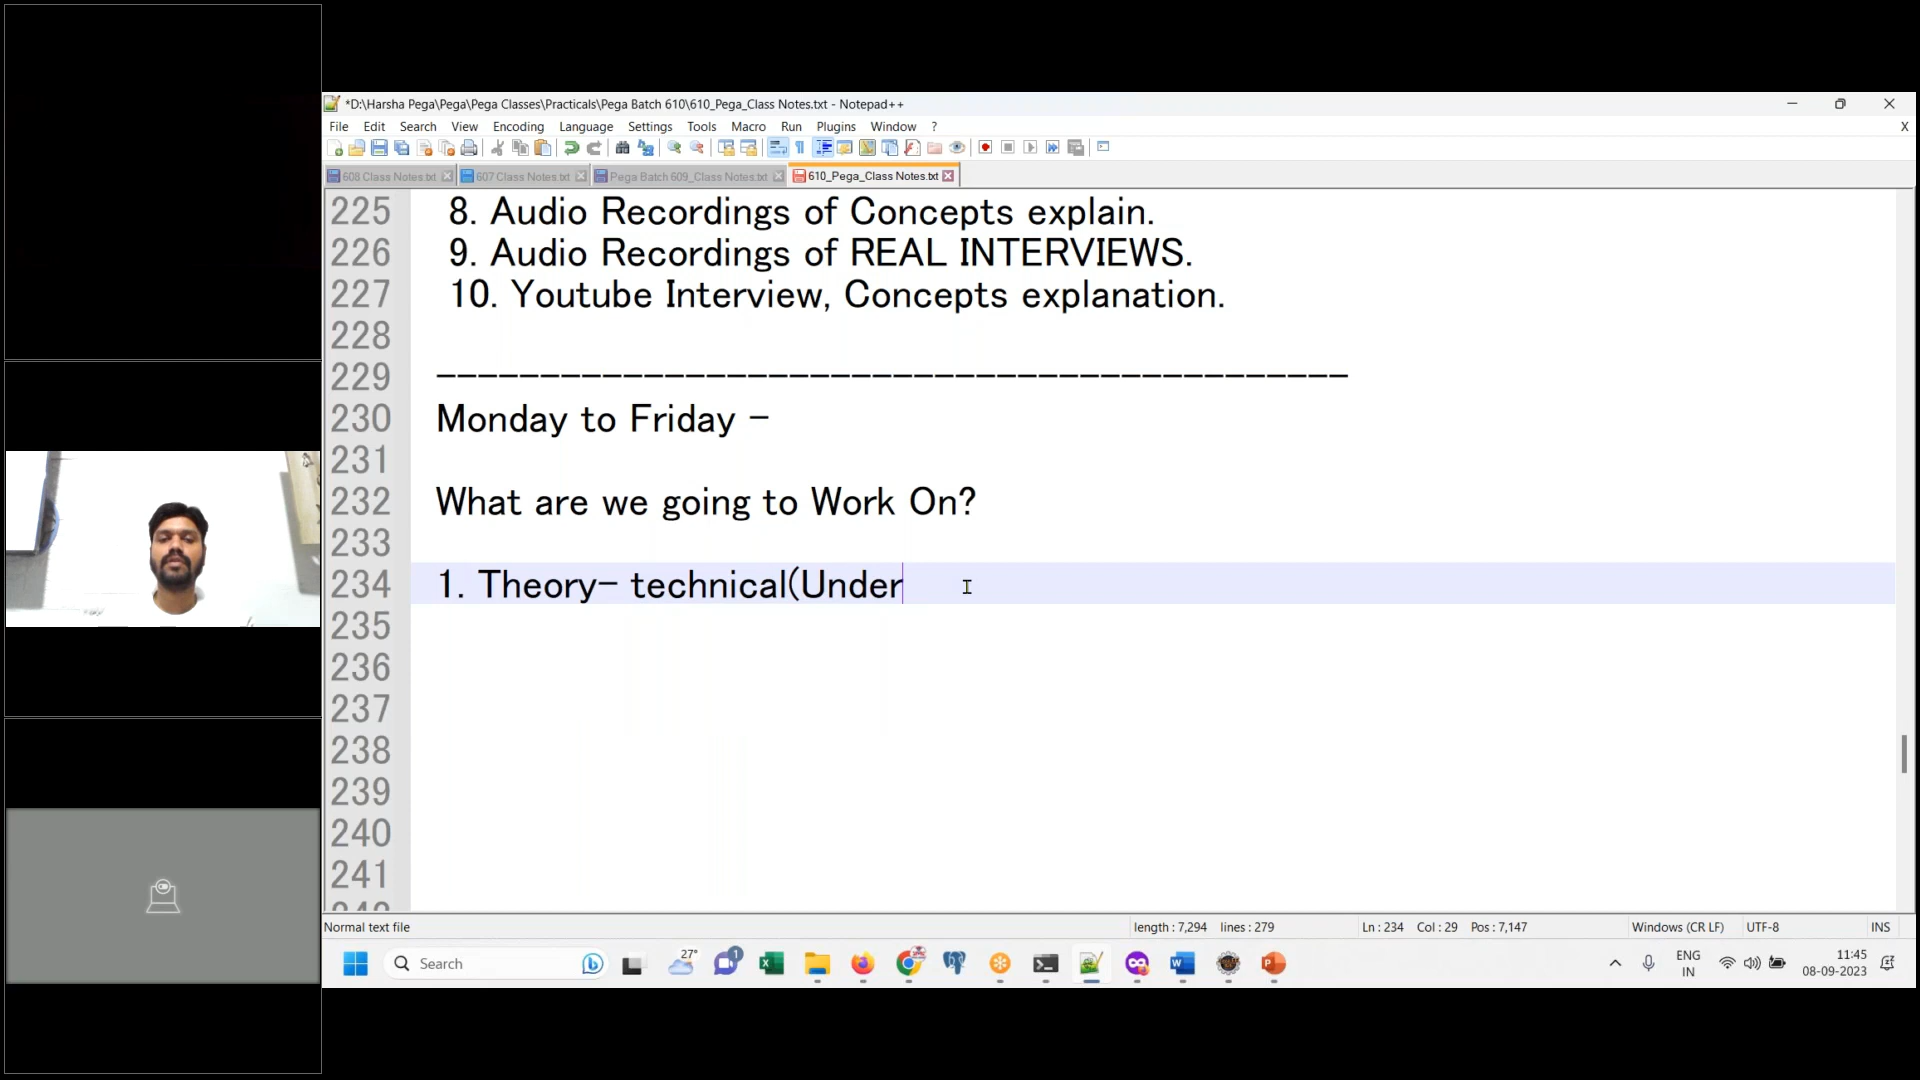 *D:\Harsha Pega\Pega\Pega Classes\Practicals\Pega Batch 610\610_Pega_Class Notes.txt - Notepad++
File Edit Search View Encoding Language Settings Tools Macro Run Plugins Window ? X
608 Class Notes.txt 607 Class Notes.txt Pega Batch 609_Class Notes.txt 610_Pega_Class Notes.txt
225 8. Audio Recordings of Concepts explain.
226 9. Audio Recordings of REAL INTERVIEWS.
227 10. Youtube Interview, Concepts explanation.
228
229 --------------------------------------------
230 Monday to Friday -
231
232 What are we going to Work On?
233
234 1. Theory- technical(Under
235
236
237
238
239
240
241
Normal text file length : 7,294 lines : 279 Ln : 234 Col : 29 Pos : 7,147 Windows (CR LF) UTF-8 INS
Search 27° 1 ENG 11:45
IN 08-09-2023